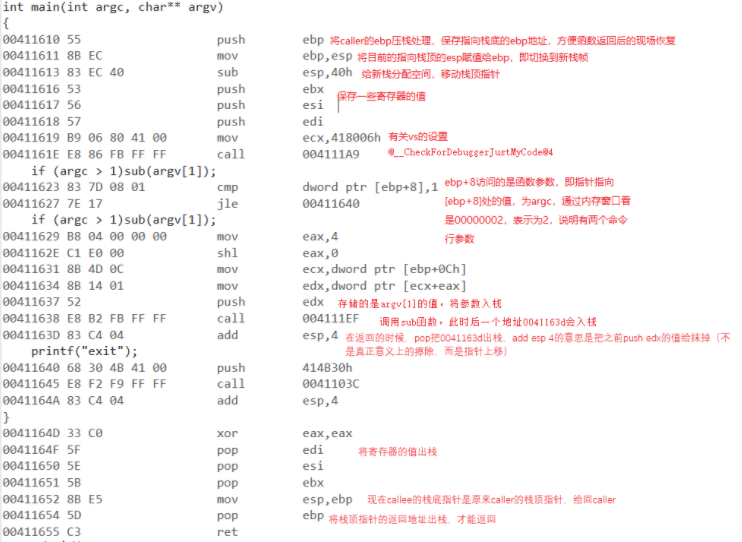 int main(int argc, char** argv)
{
00411610 55 push ebp 将caller的ebp压栈处理，保存指向栈底的ebp地址，方便函数返回后的现场恢复
00411611 8B EC mov ebp,esp 将目前的指向栈顶的esp赋值给ebp，即切换到新栈帧
00411613 83 EC 40 sub esp,40h 给新栈分配空间，移动栈顶指针
00411616 53 push ebx
保存一些寄存器的值
00411617 56 push esi
00411618 57 push edi
00411619 B9 06 80 41 00 mov ecx,418006h 有关vs的设置
0041161E E8 86 FB FF FF call 004111A9 @__CheckForDebuggerJustMyCode@4
if (argc > 1)sub(argv[1]);
00411623 83 7D 08 01 cmp dword ptr [ebp+8],1 ebp+8访问的是函数参数，即指针指向
00411627 7E 17 jle 00411640 [ebp+8]处的值，为argc，通过内存窗口看
if (argc > 1)sub(argv[1]);
是00000002，表示为2，说明有两个命令
00411629 B8 04 00 00 00 mov eax,4
行参数
0041162E C1 E0 00 shl eax,0
00411631 8B 4D 0C mov ecx,dword ptr [ebp+0Ch]
00411634 8B 14 01 mov edx,dword ptr [ecx+eax]
00411637 52 push edx 存储的是argv[1]的值，将参数入栈
00411638 E8 B2 FB FF FF call 004111EF 调用sub函数，此时后一个地址0041163d会入栈
0041163D 83 C4 04 add esp,4 在返回的时候，pop把0041163d出栈，add esp 4的意思是把之前push edx的值给抹掉（不
printf("exit"); 是真正意义上的擦除，而是指针上移）
00411640 68 30 4B 41 00 push 414B30h
00411645 E8 F2 F9 FF FF call 0041103C
0041164A 83 C4 04 add esp,4
}
0041164D 33 C0 xor eax,eax
0041164F 5F pop edi 将寄存器的值出栈
00411650 5E pop esi
00411651 5B pop ebx
00411652 8B E5 mov esp,ebp 现在callee的栈底指针是原来caller的栈顶指针，给回caller
00411654 5D pop ebp 将栈顶指针的返回地址出栈，才能返回
00411655 C3 ret